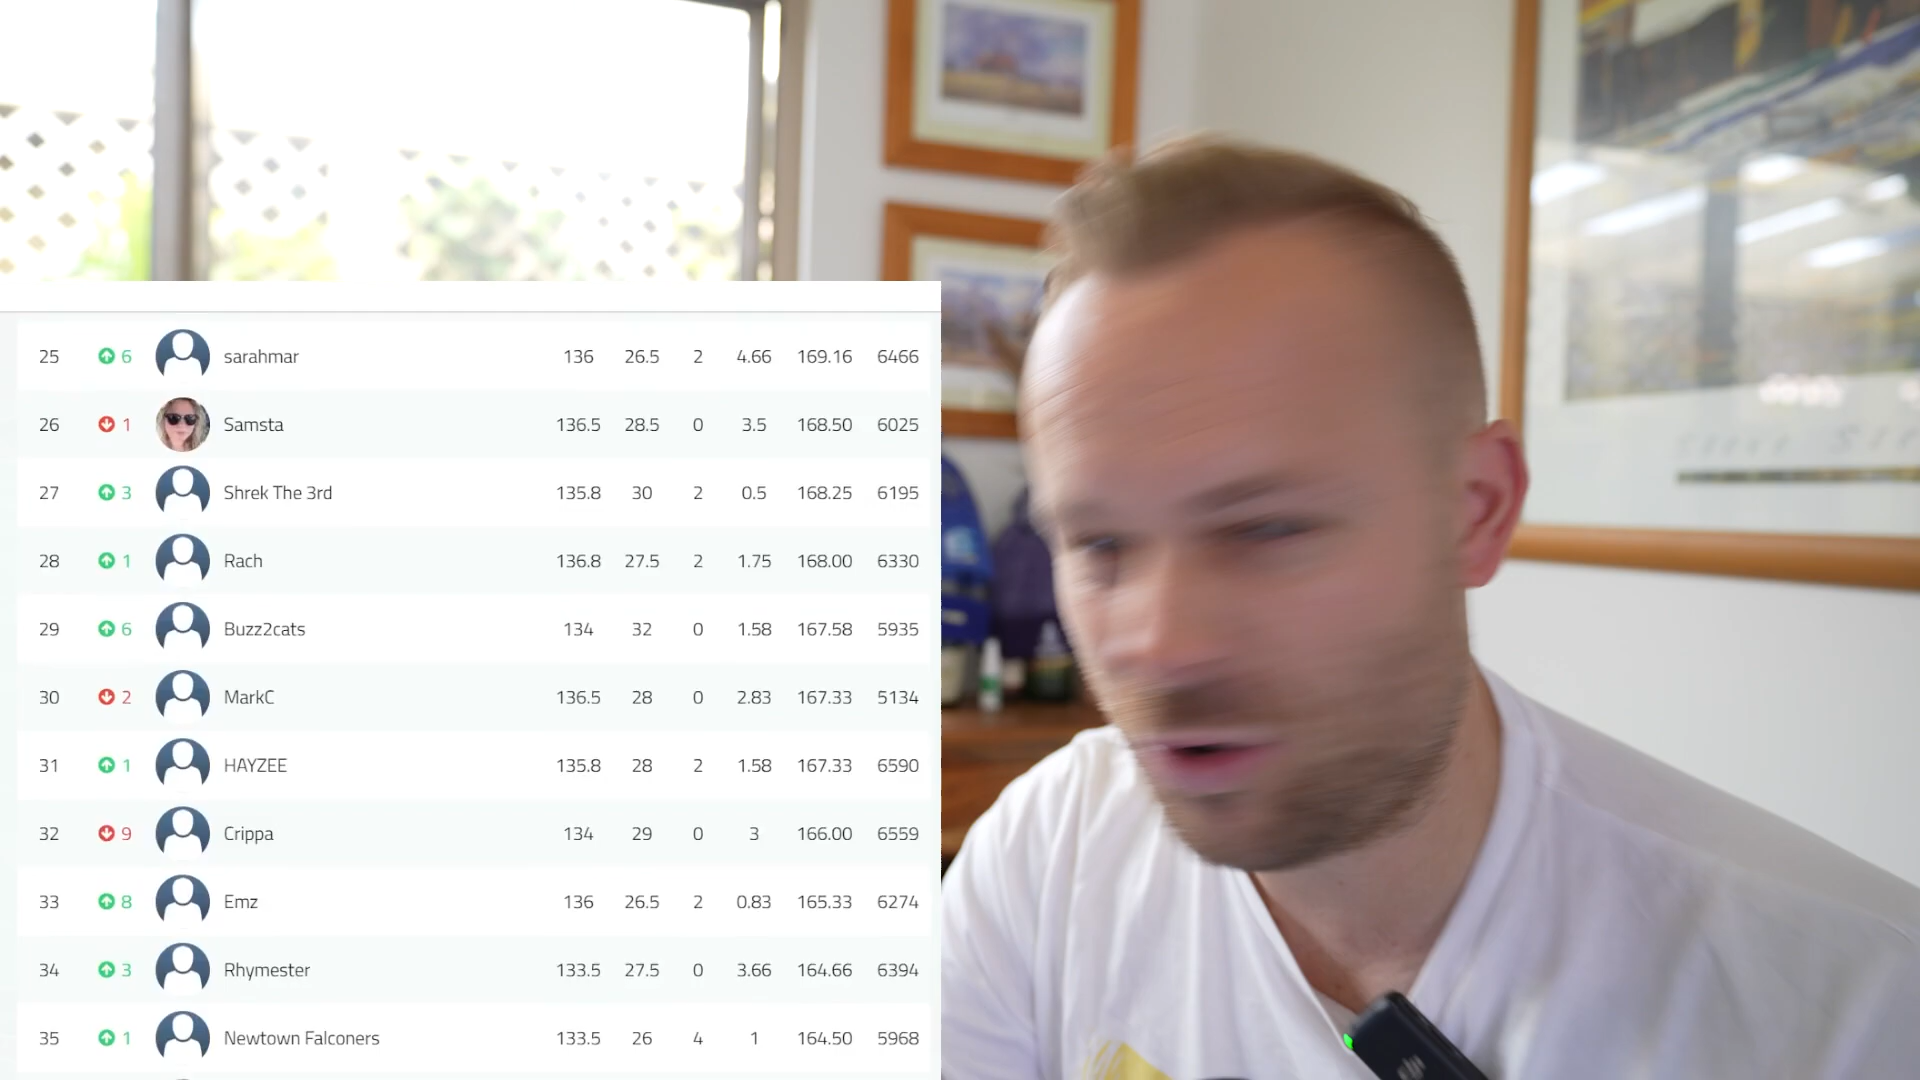 25 6 sarahmar 136 26.5 2 4.66 169.16 6466
26 1 Samsta 136.5 28.5 0 3.5 168.50 6025
27 3 Shrek The 3rd 135.8 30 2 0.5 168.25 6195
28 1 Rach 136.8 27.5 2 1.75 168.00 6330
29 6 Buzz2cats 134 32 0 1.58 167.58 5935
30 2 MarkC 136.5 28 0 2.83 167.33 5134
31 1 HAYZEE 135.8 28 2 1.58 167.33 6590
32 9 Crippa 134 29 0 3 166.00 6559
33 8 Emz 136 26.5 2 0.83 165.33 6274
34 3 Rhymester 133.5 27.5 0 3.66 164.66 6394
35 1 Newtown Falconers 133.5 26 4 1 164.50 5968